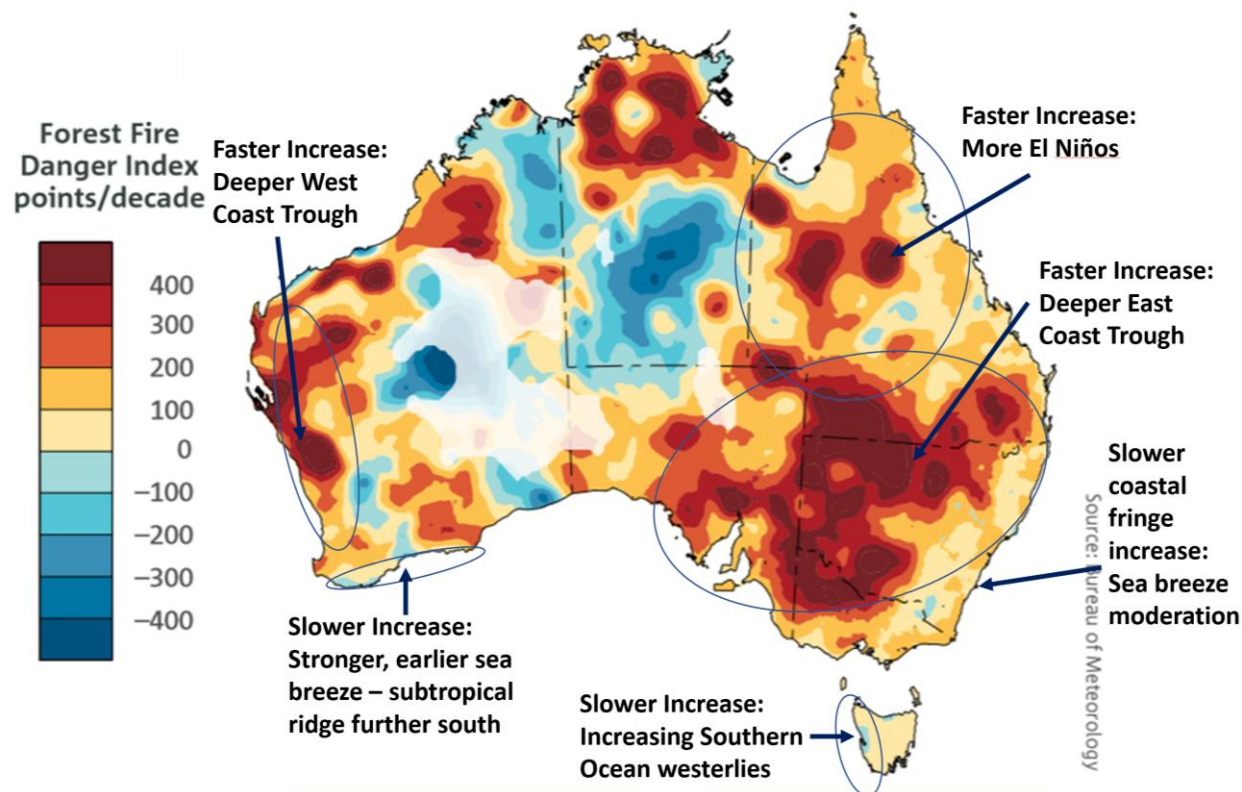 Forest Fire
Danger Index
points/decade
400
300
200
100
0
−100
−200
−300
−400
Faster Increase:
Deeper West
Coast Trough
Faster Increase:
More El Niños
Faster Increase:
Deeper East
Coast Trough
Slower
coastal
fringe
increase:
Sea breeze
moderation
Source: Bureau of Meteorology
Slower Increase:
Stronger, earlier sea
breeze – subtropical
ridge further south
Slower Increase:
Increasing Southern
Ocean westerlies